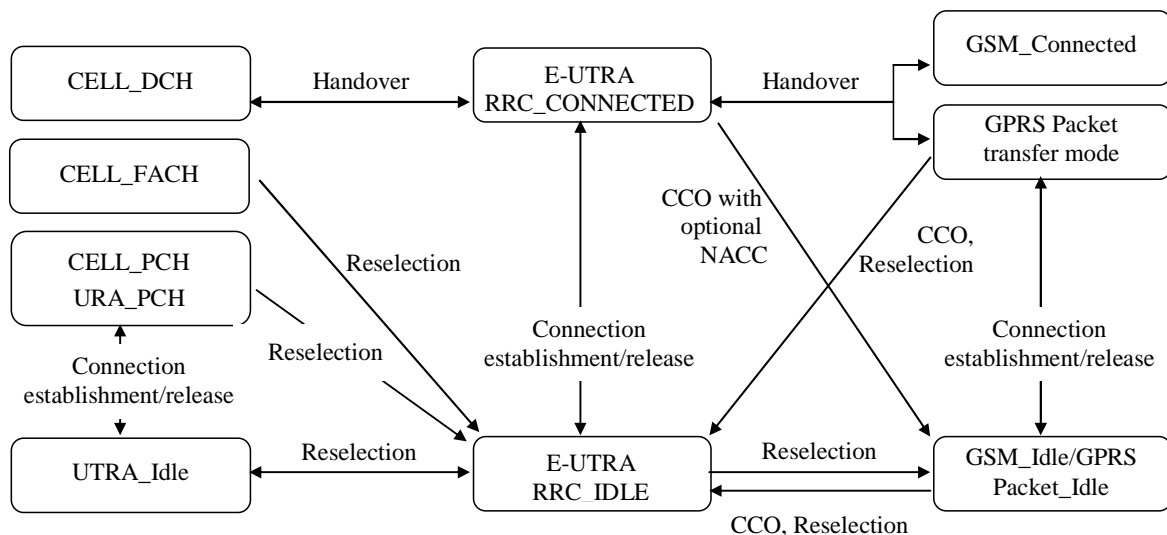 GSM_Connected
CELL_DCH
Handover
E-UTRA
RRC_CONNECTED
Handover
GPRS Packet
transfer mode
CELL_FACH
CCO with
optional
NACC
CCO,
Reselection
CELL_PCH
URA_PCH
Reselection
Reselection
Connection
establishment/release
Connection
establishment/release
Connection
establishment/release
UTRA_Idle
Reselection
E-UTRA
RRC_IDLE
Reselection
GSM_Idle/GPRS
Packet_Idle
CCO, Reselection